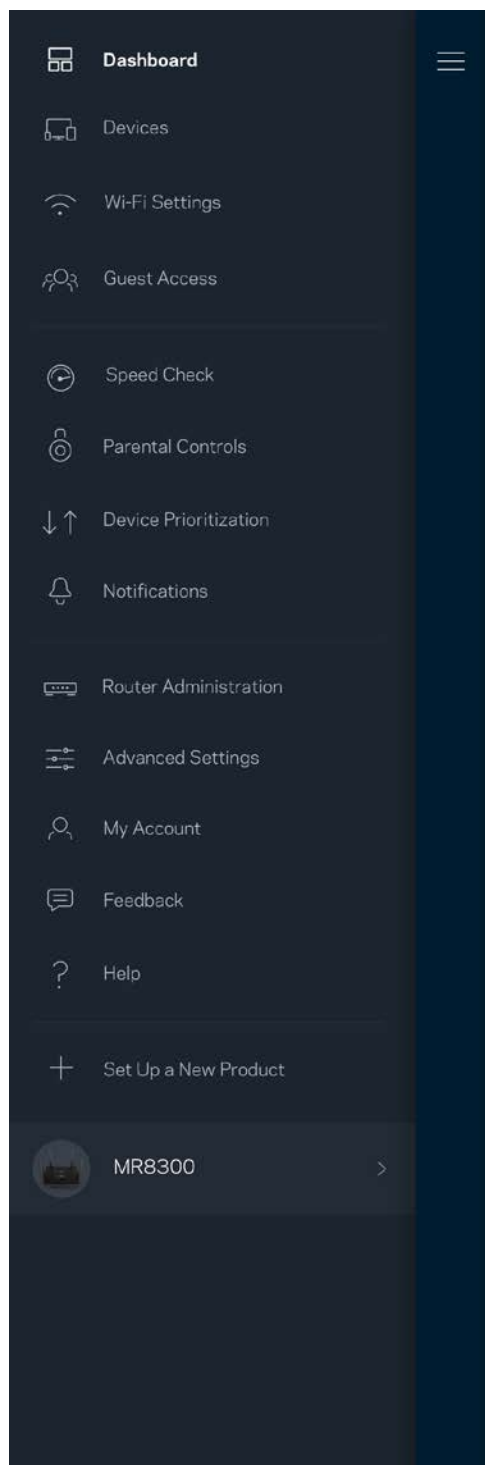 Dashboard
Devices
Wi-Fi Settings
Guest Access
Speed Check
Parental Controls
Device Prioritization
Notifications
Router Administration
Advanced Settings
My Account
Feedback
Help
Set Up a New Product
MR8300